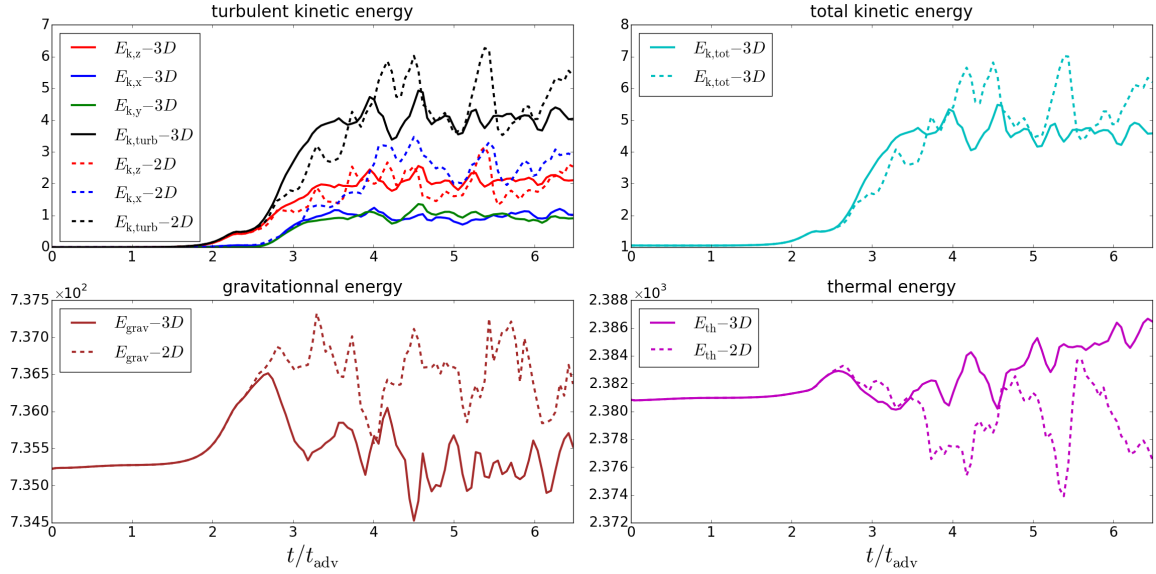 turbulent kinetic energy
7
6
5
4
3
2
1
0
E_k,z−3D
E_k,x−3D
E_k,y−3D
E_k,turb−3D
E_k,z−2D
E_k,x−2D
E_k,turb−2D
0 1 2 3 4 5 6
total kinetic energy
8
7
6
5
4
3
2
1
E_k,tot−3D
E_k,tot−3D
0 1 2 3 4 5 6
gravitationnal energy
×10²
7.375
7.370
7.365
7.360
7.355
7.350
7.345
E_grav−3D
E_grav−2D
0 1 2 3 4 5 6
t/t_adv
thermal energy
×10³
2.388
2.386
2.384
2.382
2.380
2.378
2.376
2.374
2.372
E_th−3D
E_th−2D
0 1 2 3 4 5 6
t/t_adv